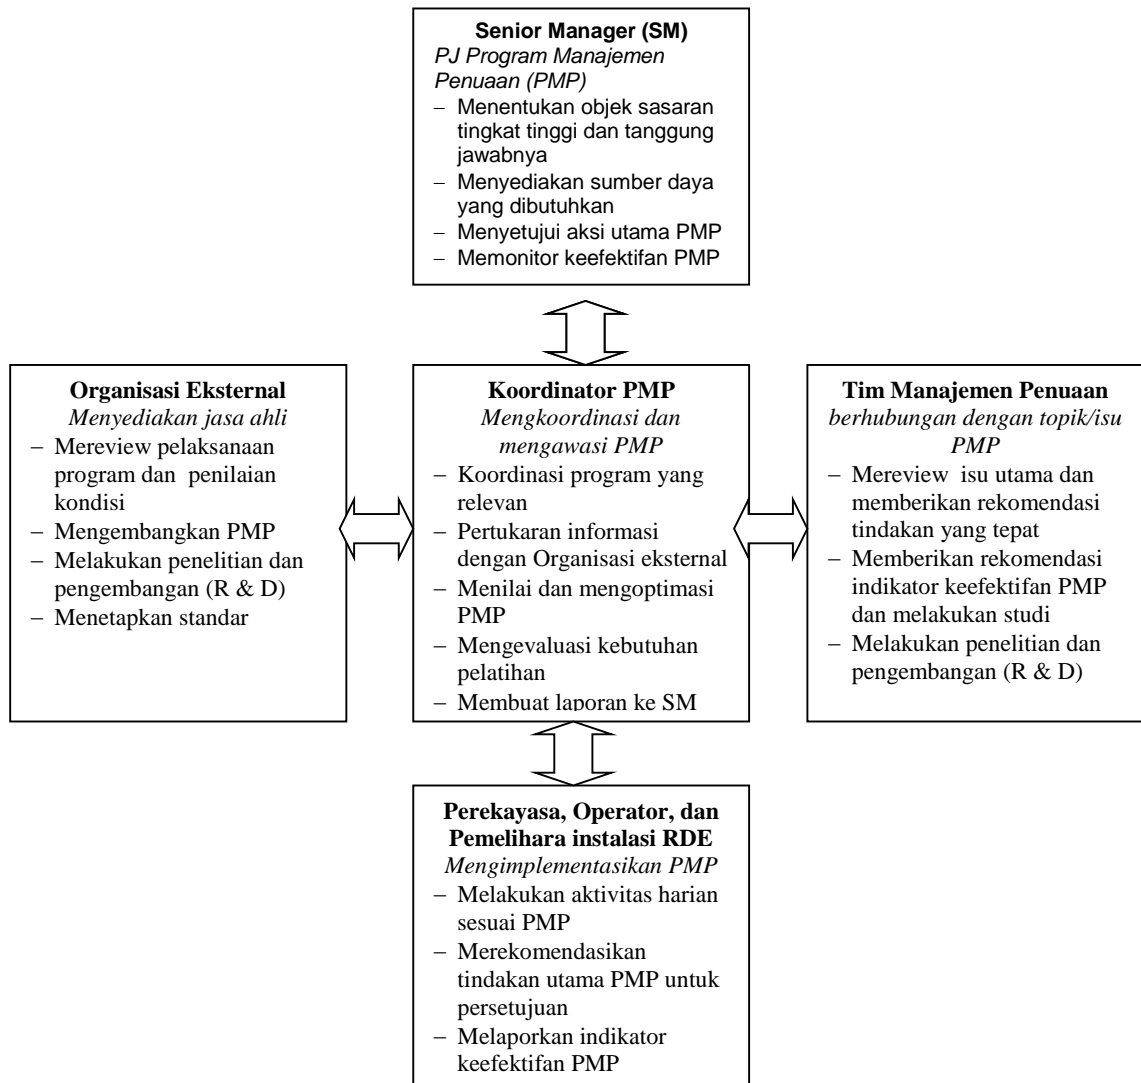 Senior Manager (SM)
PJ Program Manajemen
Penuaan (PMP)
– Menentukan objek sasaran
tingkat tinggi dan tanggung
jawabnya
– Menyediakan sumber daya
yang dibutuhkan
– Menyetujui aksi utama PMP
– Memonitor keefektifan PMP
Organisasi Eksternal
Menyediakan jasa ahli
– Mereview pelaksanaan
program dan penilaian
kondisi
– Mengembangkan PMP
– Melakukan penelitian dan
pengembangan (R & D)
– Menetapkan standar
Koordinator PMP
Mengkoordinasi dan
mengawasi PMP
– Koordinasi program yang
relevan
– Pertukaran informasi
dengan Organisasi eksternal
– Menilai dan mengoptimasi
PMP
– Mengevaluasi kebutuhan
pelatihan
– Membuat laporan ke SM
Tim Manajemen Penuaan
berhubungan dengan topik/isu
PMP
– Mereview isu utama dan
memberikan rekomendasi
tindakan yang tepat
– Memberikan rekomendasi
indikator keefektifan PMP
dan melakukan studi
– Melakukan penelitian dan
pengembangan (R & D)
Perekayasa, Operator, dan
Pemelihara instalasi RDE
Mengimplementasikan PMP
– Melakukan aktivitas harian
sesuai PMP
– Merekomendasikan
tindakan utama PMP untuk
persetujuan
– Melaporkan indikator
keefektifan PMP